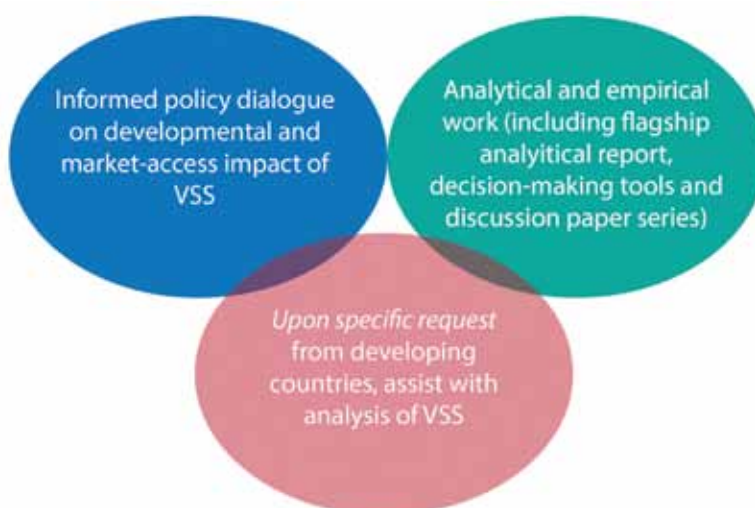 Informed policy dialogue
on developmental and
market-access impact of
VSS
Analytical and empirical
work (including flagship
analyitical report,
decision-making tools and
discussion paper series)
Upon specific request
from developing
countries, assist with
analysis of VSS